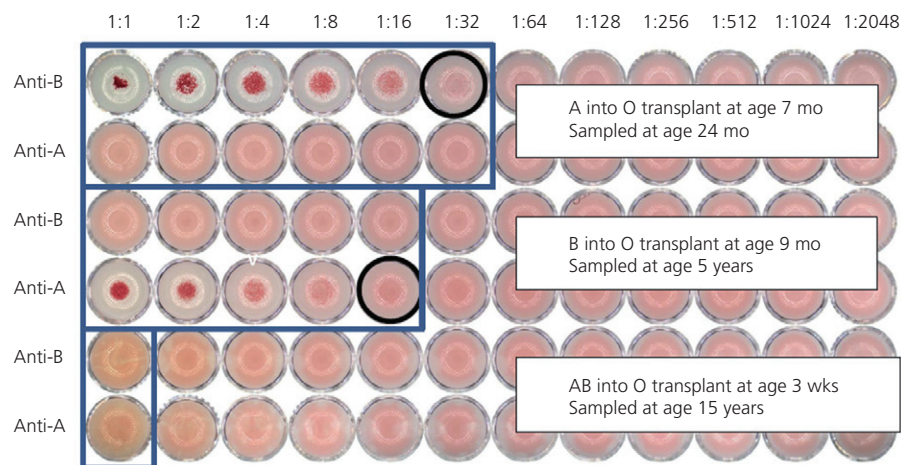 1:1 1:2 1:4 1:8 1:16 1:32 1:64 1:128 1:256 1:512 1:1024 1:2048
Anti-B
A into O transplant at age 7 mo
Sampled at age 24 mo
Anti-A
Anti-B
B into O transplant at age 9 mo
Sampled at age 5 years
Anti-A
Anti-B
AB into O transplant at age 3 wks
Sampled at age 15 years
Anti-A